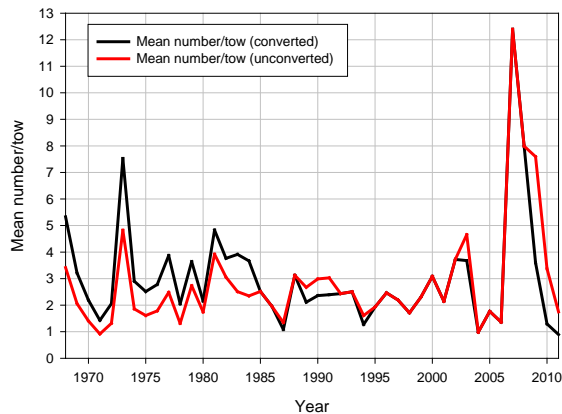 13
12
11
10
9
8
7
6
5
4
3
2
1
0
Mean number/tow
Mean number/tow (converted)
Mean number/tow (unconverted)
1970 1975 1980 1985 1990 1995 2000 2005 2010
Year